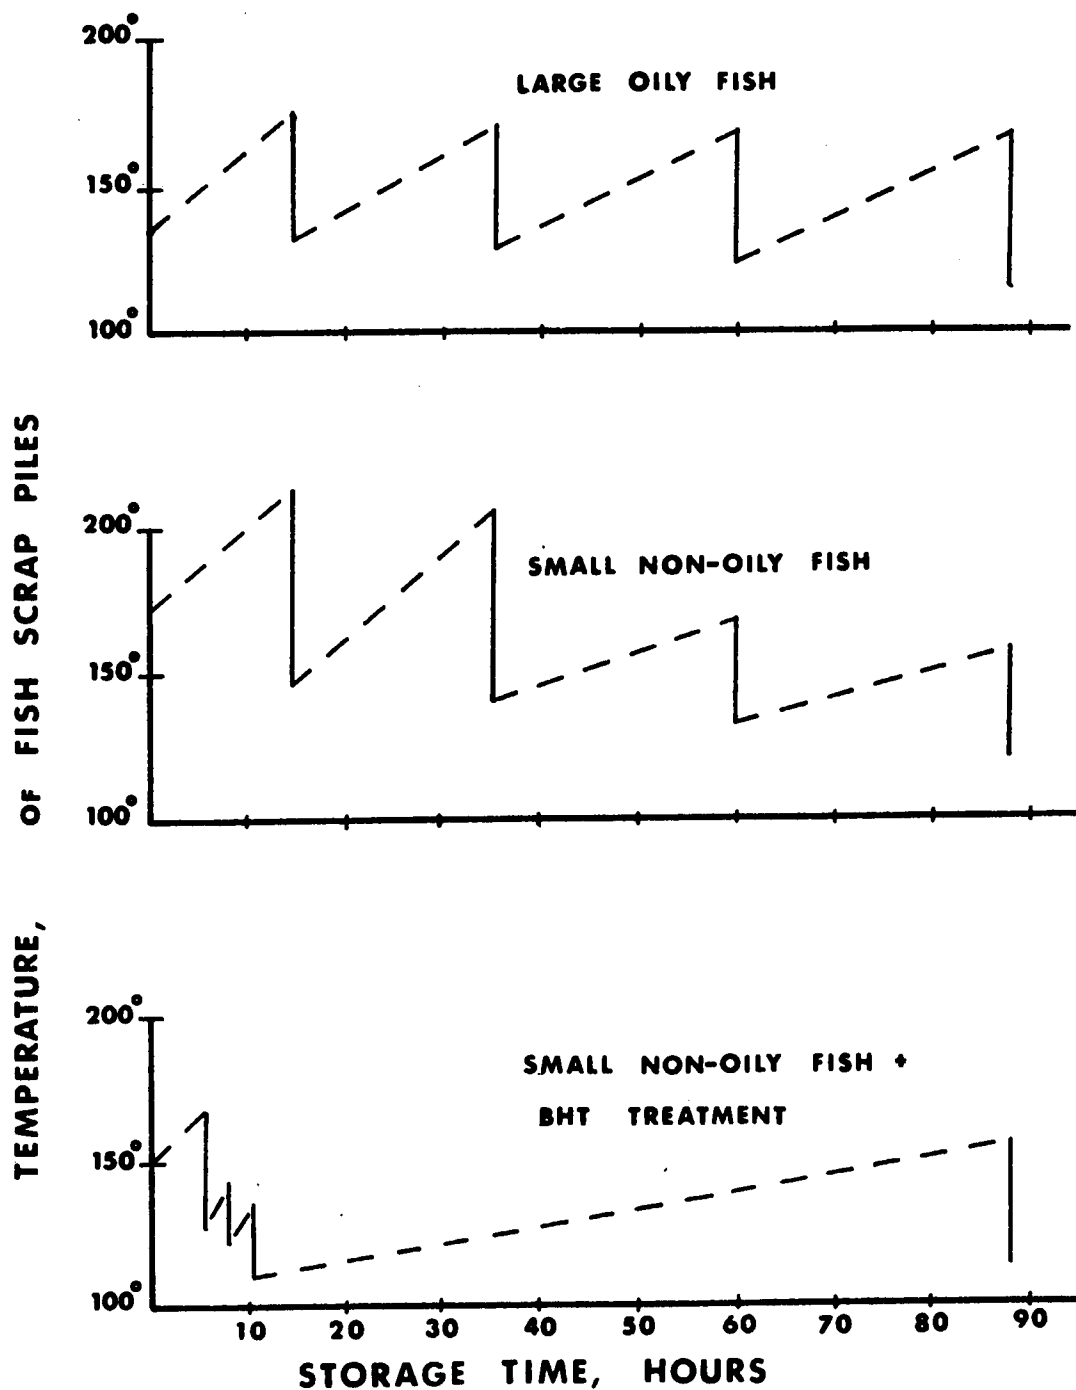 200°
LARGE OILY FISH
150°
100°
200°
SMALL NON-OILY FISH
150°
100°
200°
SMALL NON-OILY FISH +
BHT TREATMENT
150°
100°
10 20 30 40 50 60 70 80 90
STORAGE TIME, HOURS
TEMPERATURE, OF FISH SCRAP PILES